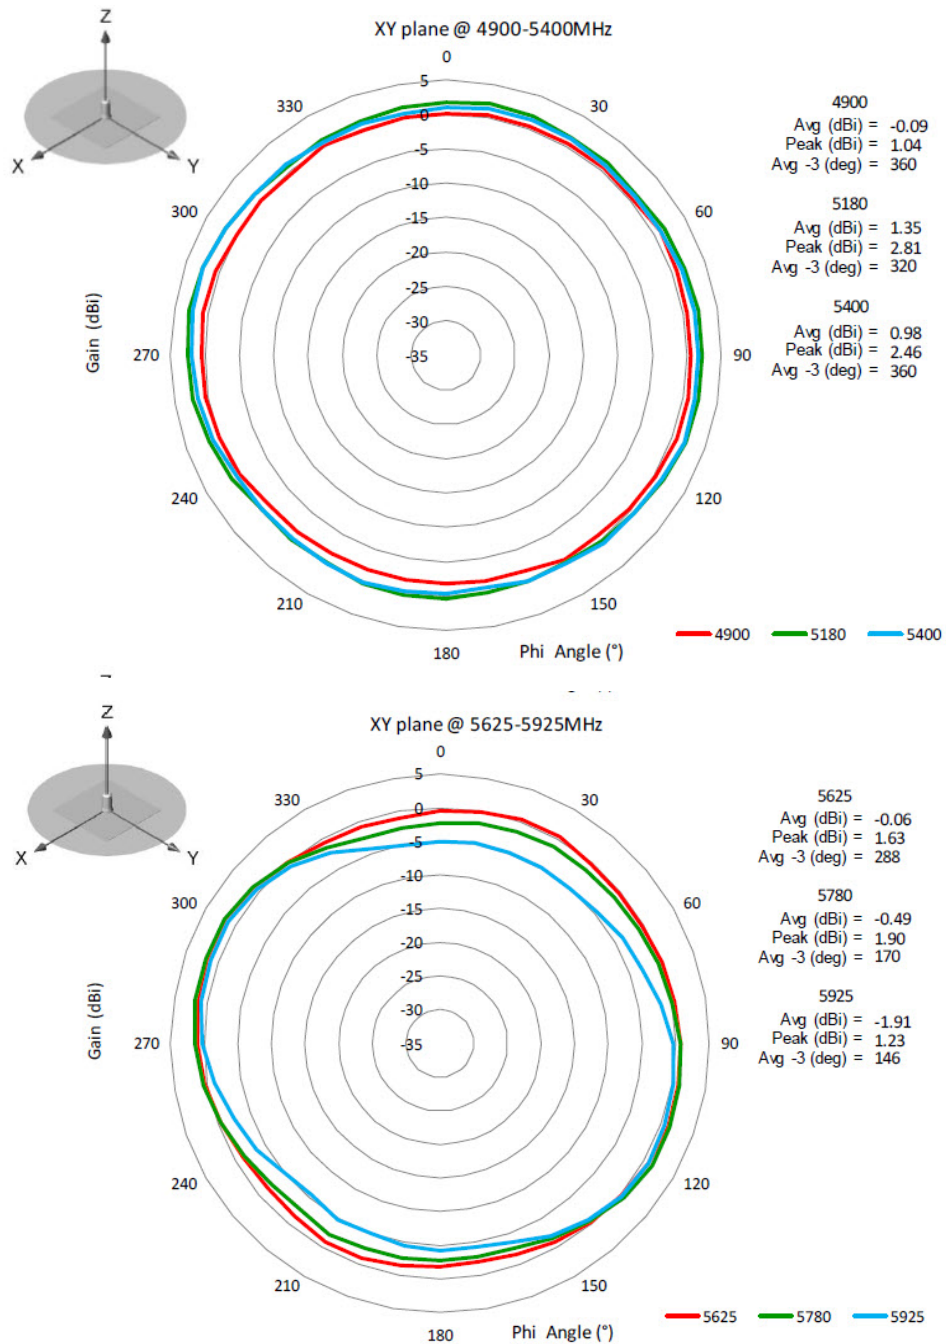 XY plane @ 4900-5400MHz
Z
X
Y
0
30
60
90
120
150
180
210
240
270
300
330
5
0
-5
-10
-15
-20
-25
-30
-35
Gain (dBi)
Phi Angle (°)
4900
Avg (dBi) = -0.09
Peak (dBi) = 1.04
Avg -3 (deg) = 360
5180
Avg (dBi) = 1.35
Peak (dBi) = 2.81
Avg -3 (deg) = 320
5400
Avg (dBi) = 0.98
Peak (dBi) = 2.46
Avg -3 (deg) = 360
4900 5180 5400
XY plane @ 5625-5925MHz
Z
X
Y
0
30
60
90
120
150
180
210
240
270
300
330
5
0
-5
-10
-15
-20
-25
-30
-35
Gain (dBi)
Phi Angle (°)
5625
Avg (dBi) = -0.06
Peak (dBi) = 1.63
Avg -3 (deg) = 288
5780
Avg (dBi) = -0.49
Peak (dBi) = 1.90
Avg -3 (deg) = 170
5925
Avg (dBi) = -1.91
Peak (dBi) = 1.23
Avg -3 (deg) = 146
5625 5780 5925